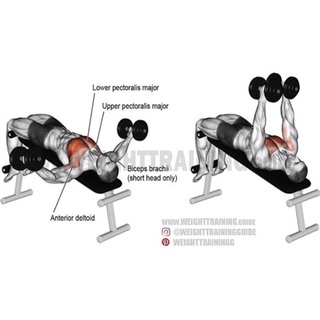 Lower pectoralis major
Upper pectoralis major
WEIGHTTRAINING.GUIDE
Biceps brachii
(short head only)
Anterior deltoid
WWW.WEIGHTTRAINING.GUIDE
@WEIGHTTRAININGGUIDE
WEIGHTTRAININGG